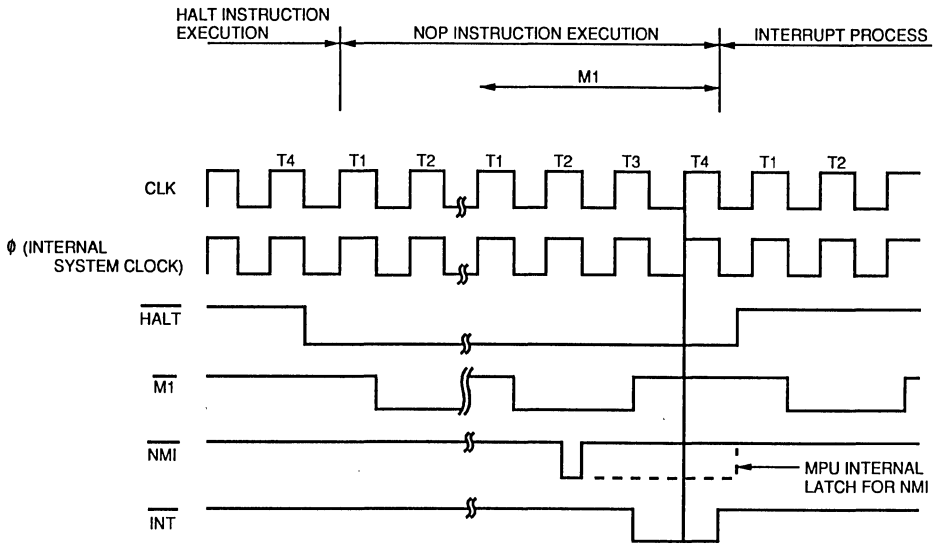 HALT INSTRUCTION
EXECUTION
NOP INSTRUCTION EXECUTION
INTERRUPT PROCESS
M1
T4 T1 T2 T1 T2 T3 T4 T1 T2
CLK
ϕ (INTERNAL
SYSTEM CLOCK)
HALT
M1
NMI
MPU INTERNAL
LATCH FOR NMI
INT